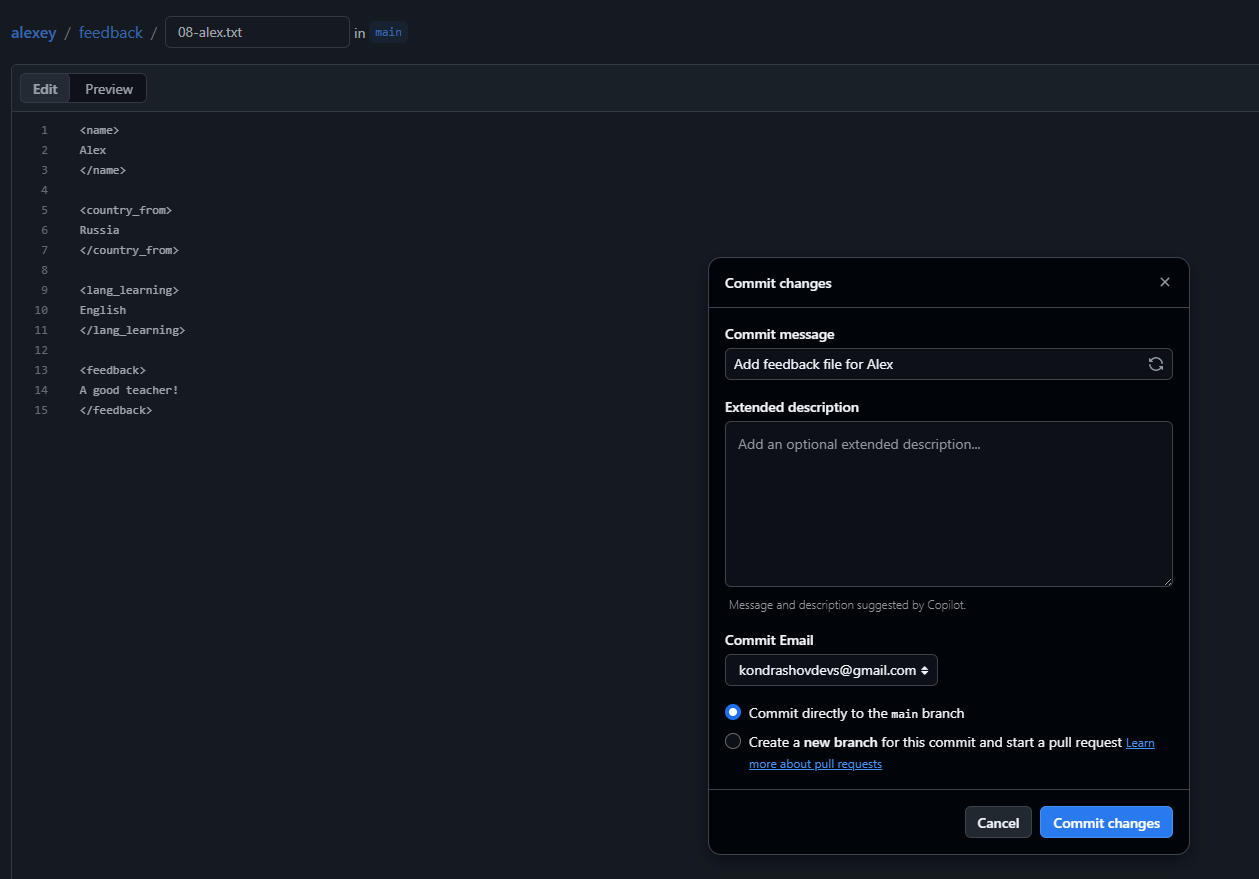 alexey / feedback / 08-alex.txt in main
Edit Preview
1 <name>
2 Alex
3 </name>
4
5 <country_from>
6 Russia
7 </country_from>
8
9 <lang_learning>
10 English
11 </lang_learning>
12
13 <feedback>
14 A good teacher!
15 </feedback>
Commit changes
Commit message
Add feedback file for Alex
Extended description
Add an optional extended description...
Message and description suggested by Copilot.
Commit Email
kondrashovdevs@gmail.com
Commit directly to the main branch
Create a new branch for this commit and start a pull request Learn
more about pull requests
Cancel Commit changes